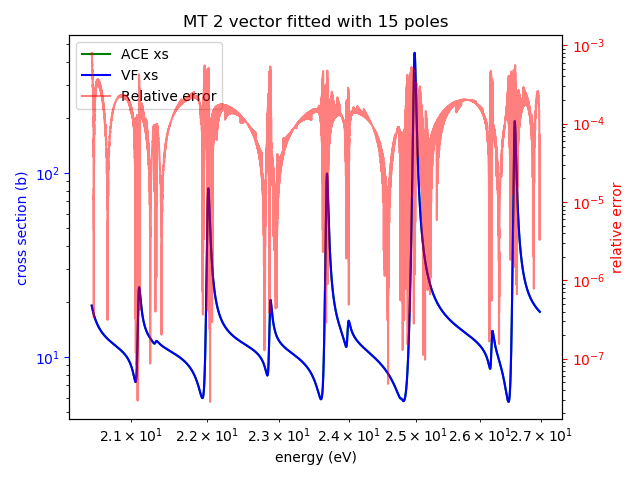 MT 2 vector fitted with 15 poles
ACE xs
VF xs
Relative error
cross section (b)
10²
10¹
10⁻³
10⁻⁴
10⁻⁵
10⁻⁶
10⁻⁷
relative error
2.1 × 10¹ 2.2 × 10¹ 2.3 × 10¹ 2.4 × 10¹ 2.5 × 10¹ 2.6 × 10¹ 2.7 × 10¹
energy (eV)